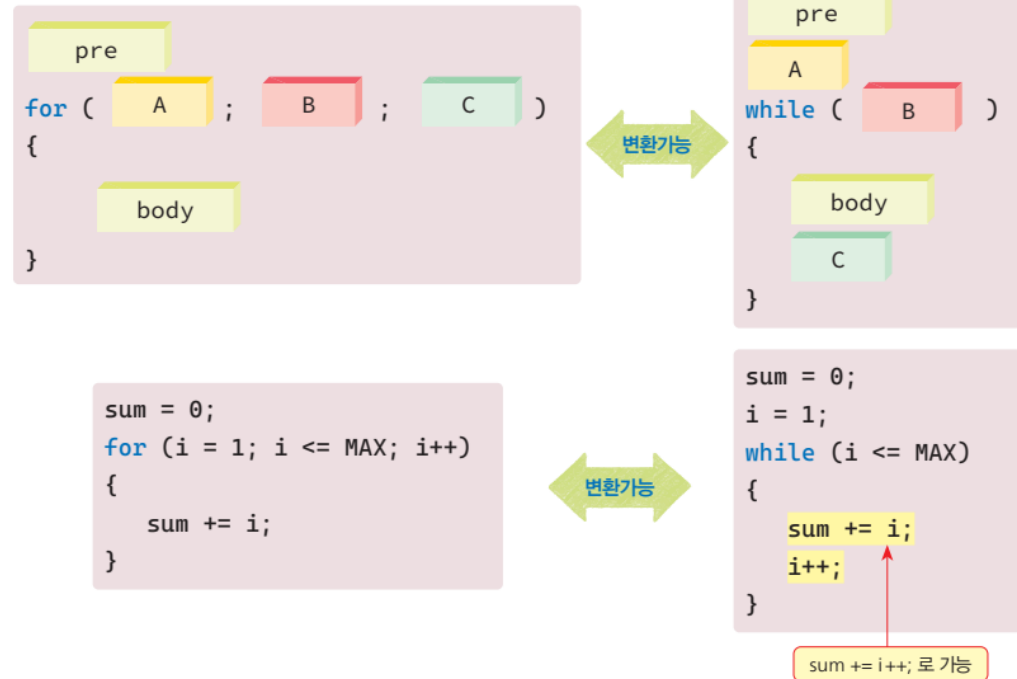 pre
for ( A ; B ; C )
{
body
}
변환가능
pre
A
while ( B )
{
body
C
}
sum = 0;
for (i = 1; i <= MAX; i++)
{
sum += i;
}
변환가능
sum = 0;
i = 1;
while (i <= MAX)
{
sum += i;
i++;
}
sum += i++; 로 가능